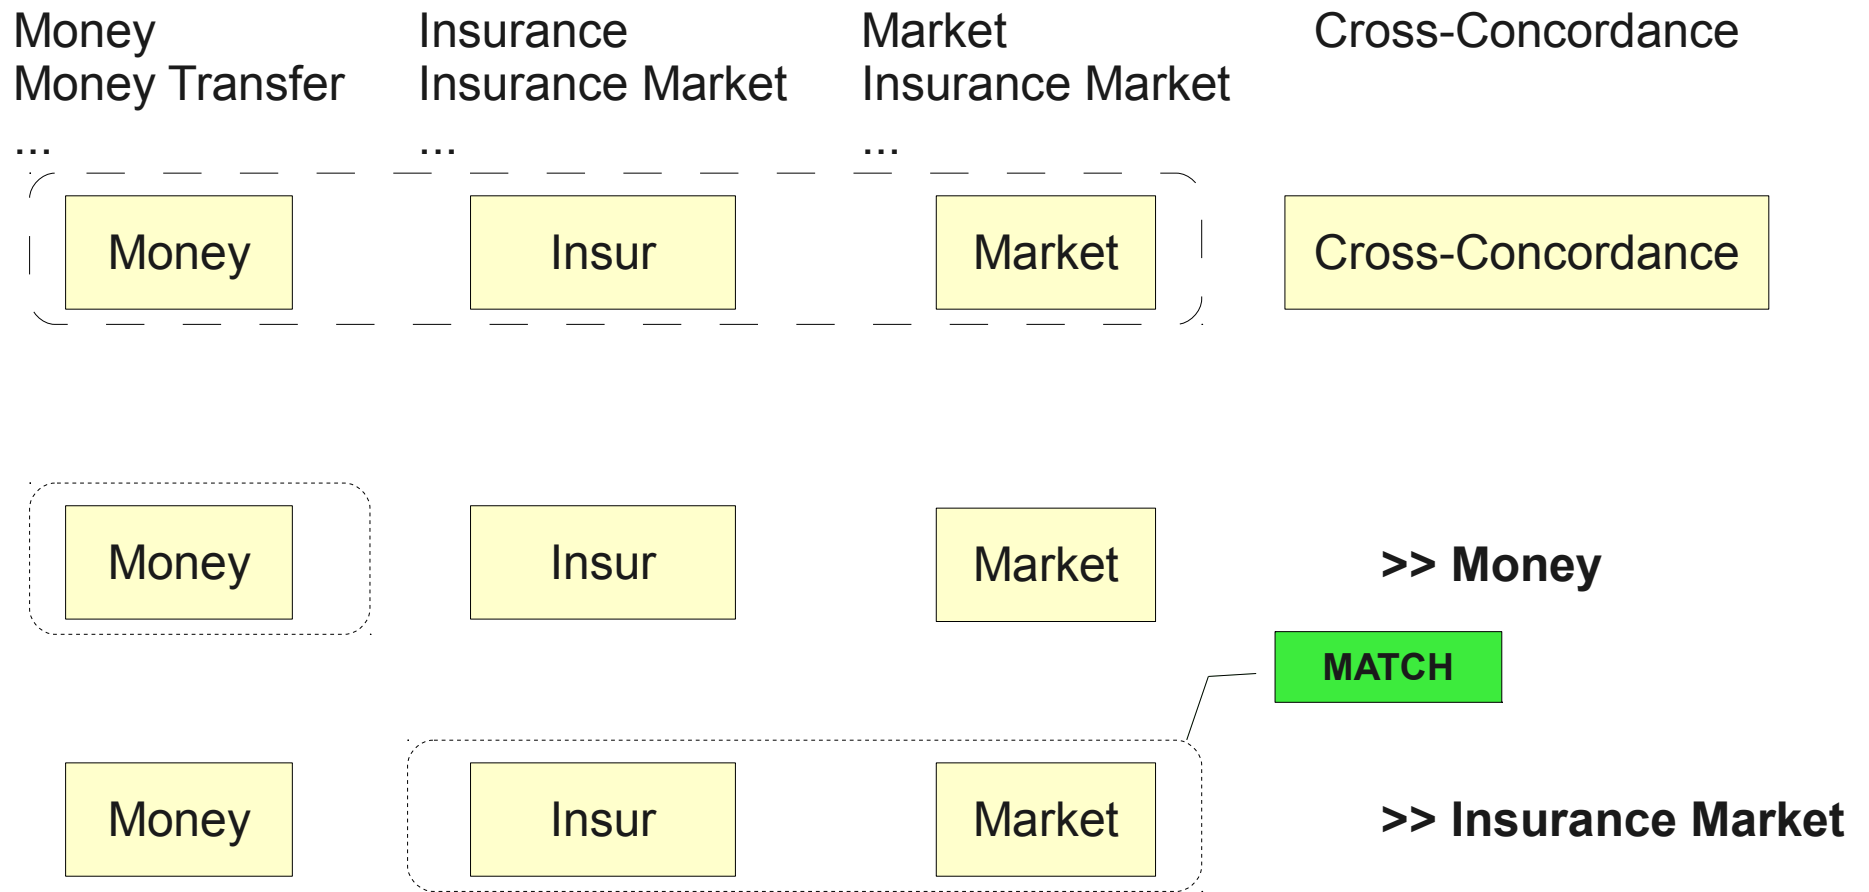 Money Insurance Market Cross-Concordance
Money Transfer Insurance Market Insurance Market
... ... ...
Money Insur Market Cross-Concordance
Money Insur Market >> Money
MATCH
Money Insur Market >> Insurance Market